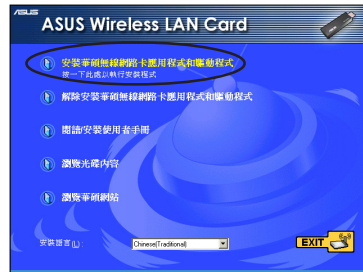 ASUS
ASUS Wireless LAN Card
安裝華碩無線網路卡應用程式和驅動程式
按一下此處以執行安裝程式
解除安裝華碩無線網路卡應用程式和驅動程式
閱讀/安裝使用者手冊
瀏覽光碟內容
瀏覽華碩網站
安裝語言(L):
Chinese(Traditional)
EXIT